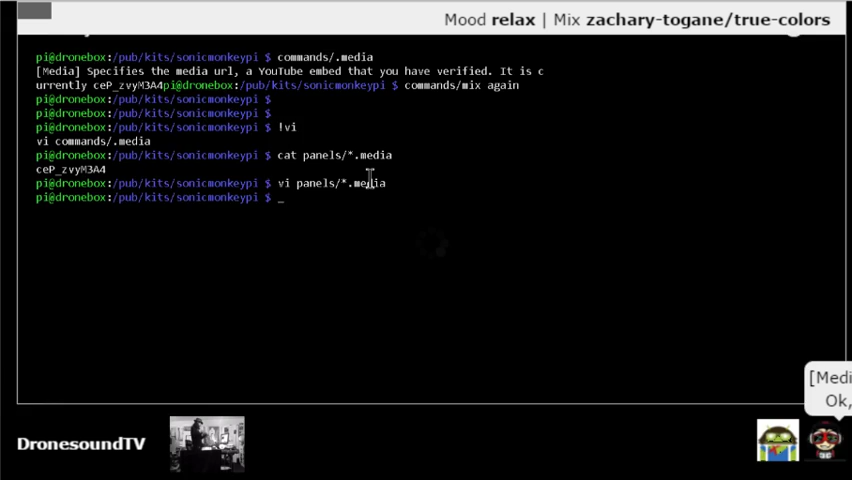 Mood relax | Mix zachary-togane/true-colors
pi@dronebox:/pub/kits/sonicmonkeypi $ commands/.media
[Media] Specifies the media url, a YouTube embed that you have verified. It is c
urrently ceP_zvyM3A4pi@dronebox:/pub/kits/sonicmonkeypi $ commands/mix again
pi@dronebox:/pub/kits/sonicmonkeypi $
pi@dronebox:/pub/kits/sonicmonkeypi $
pi@dronebox:/pub/kits/sonicmonkeypi $ !vi
vi commands/.media
pi@dronebox:/pub/kits/sonicmonkeypi $ cat panels/*.media
ceP_zvyM3A4
pi@dronebox:/pub/kits/sonicmonkeypi $ vi panels/*.media
pi@dronebox:/pub/kits/sonicmonkeypi $ _
[Medi
Ok,
DronesoundTV